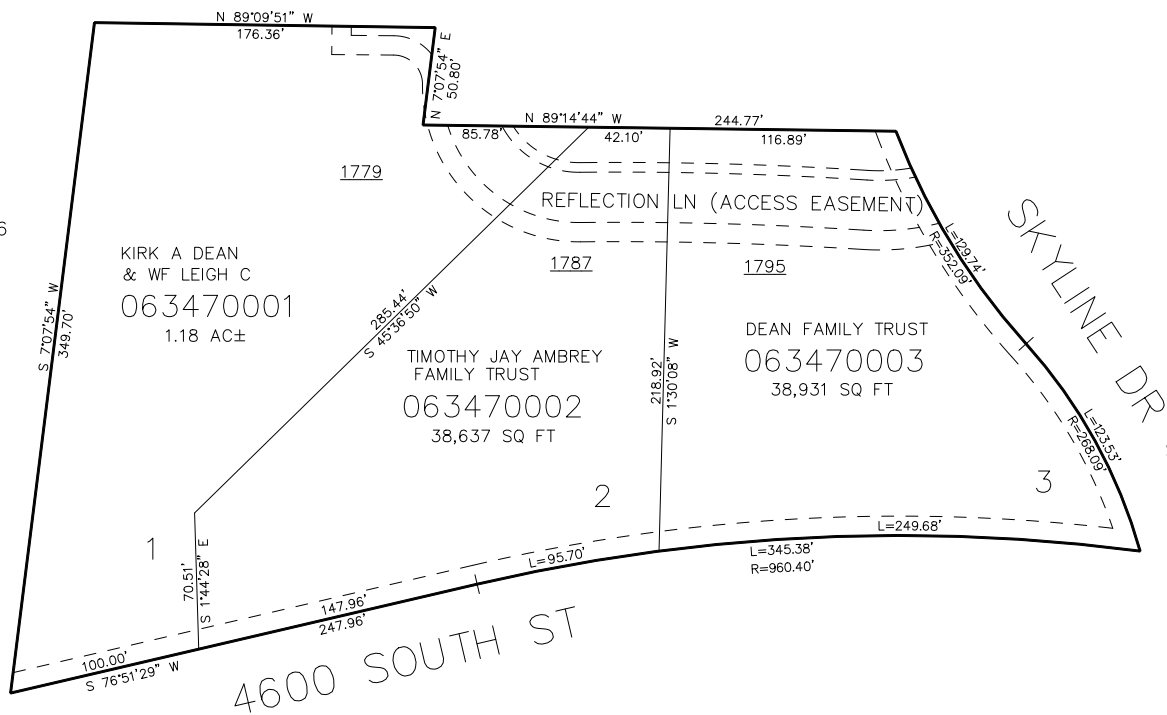 N 89°09'51" W
176.36'
N 7°07'54" E
50.80'
N 89°14'44" W
244.77'
85.78'
42.10'
116.89'
1779
REFLECTION LN (ACCESS EASEMENT)
6
KIRK A DEAN
& WF LEIGH C
063470001
1.18 AC±
1787
1795
L=129.74'
R=352.09'
SKYLINE DR
S 7°07'54" W
349.70'
285.44'
S 45°36'50" W
TIMOTHY JAY AMBREY
FAMILY TRUST
063470002
38,637 SQ FT
218.92'
S 1°30'08" W
DEAN FAMILY TRUST
063470003
38,931 SQ FT
L=123.53'
R=268.09'
1
2
3
70.51'
S 1°44'28" E
L=95.70'
L=249.68'
L=345.38'
R=960.40'
147.96'
247.96'
100.00'
S 76°51'29" W
4600 SOUTH ST